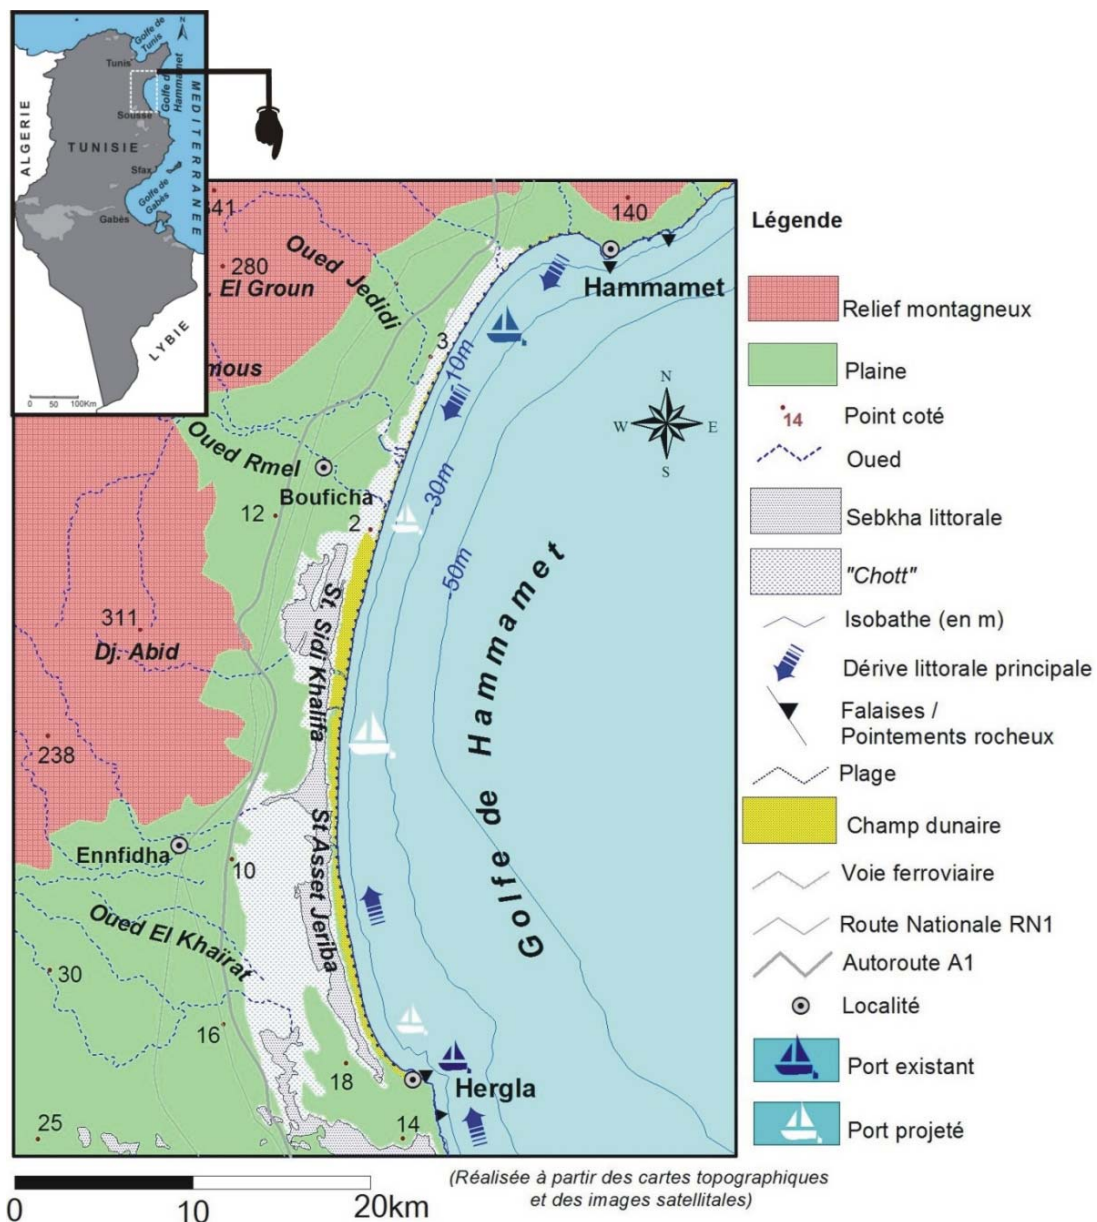 N
Golfe de
Tunis
Tunis
Golfe de
Hammamet
MEDITERRANEE
ALGERIE
Sousse
TUNISIE
Sfax
Golfe de
Gabès
Gabès
LYBIE
0 50 100Km
280
. El Groun
mous
Oued Jedidi
140
Hammamet
3
-10m
-30m
-50m
N
W E
S
Oued Rmel
Bouficha
12
2
311
Dj. Abid
238
St. Sidi Khalifa
Golfe de Hammamet
Ennfidha
10
St Asset Jeriba
Oued El Khaïrat
30
16
18
Hergla
25
14
0 10 20km
(Réalisée à partir des cartes topographiques
et des images satellitales)
Légende
Relief montagneux
Plaine
14 Point coté
Oued
Sebkha littorale
"Chott"
Isobathe (en m)
Dérive littorale principale
Falaises /
Pointements rocheux
Plage
Champ dunaire
Voie ferroviaire
Route Nationale RN1
Autoroute A1
Localité
Port existant
Port projeté